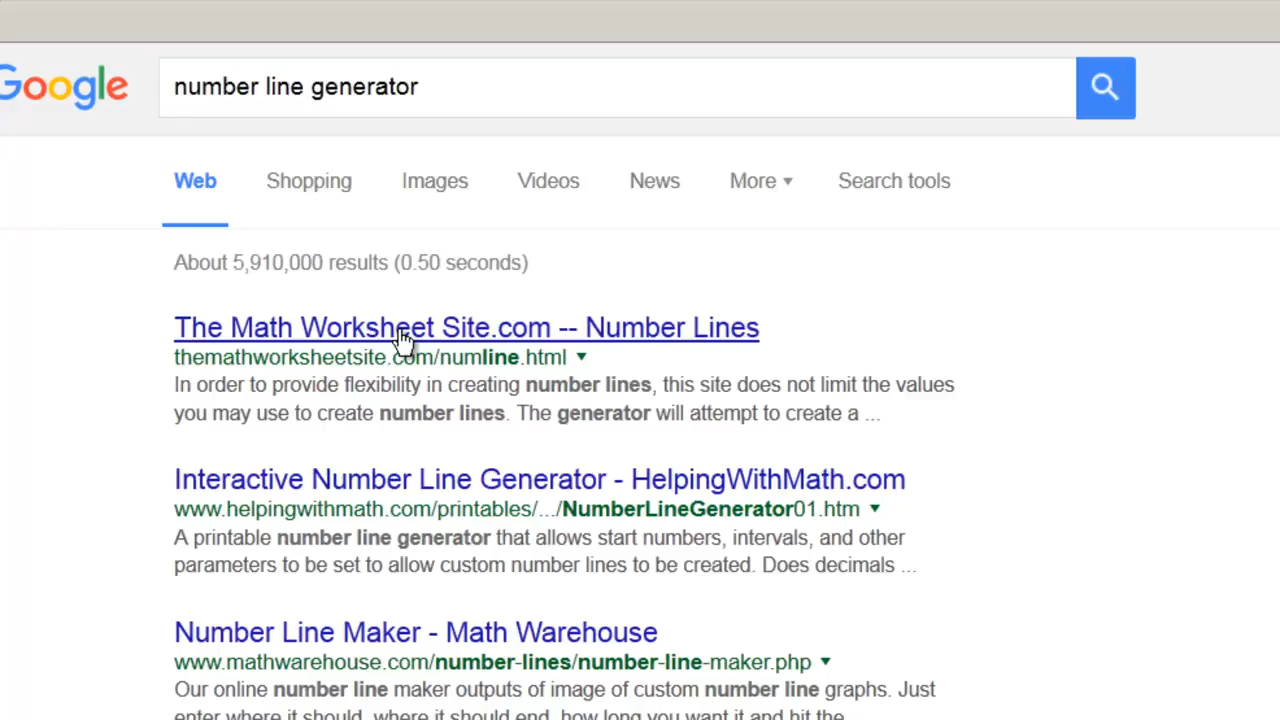 Google
number line generator
Web Shopping Images Videos News More Search tools
About 5,910,000 results (0.50 seconds)
The Math Worksheet Site.com -- Number Lines
themathworksheetsite.com/numline.html
In order to provide flexibility in creating number lines, this site does not limit the values
you may use to create number lines. The generator will attempt to create a ...
Interactive Number Line Generator - HelpingWithMath.com
www.helpingwithmath.com/printables/.../NumberLineGenerator01.htm
A printable number line generator that allows start numbers, intervals, and other
parameters to be set to allow custom number lines to be created. Does decimals ...
Number Line Maker - Math Warehouse
www.mathwarehouse.com/number-lines/number-line-maker.php
Our online number line maker outputs of image of custom number line graphs. Just
enter where it should, where it should end, how long you want it and hit the